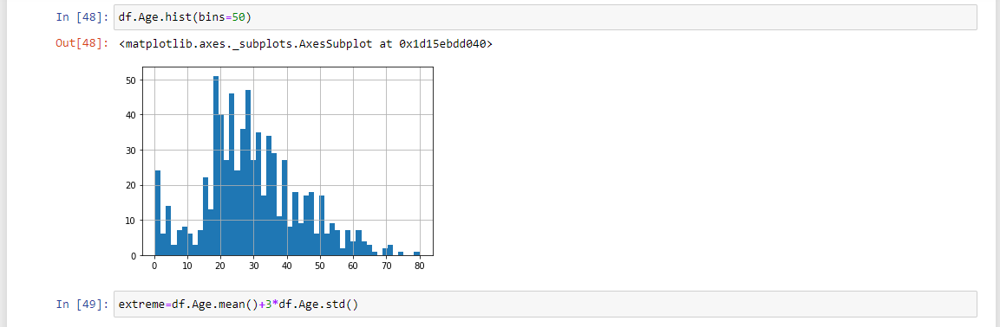 In [48]: df.Age.hist(bins=50)
Out[48]: <matplotlib.axes._subplots.AxesSubplot at 0x1d15ebdd040>
50
40
30
20
10
0
0 10 20 30 40 50 60 70 80
In [49]: extreme=df.Age.mean()+3*df.Age.std()